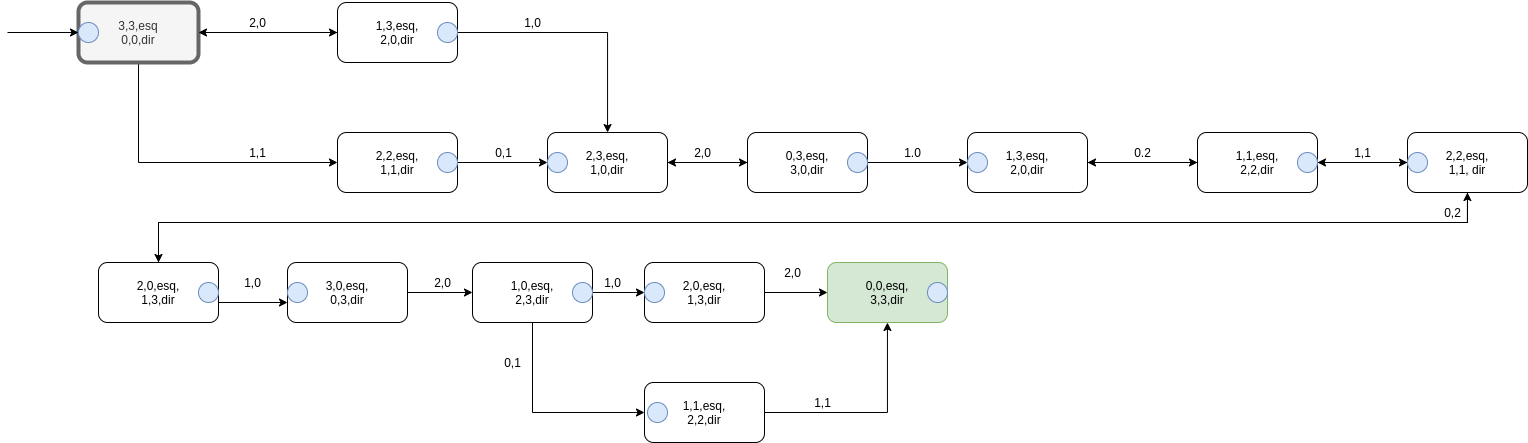 3,3,esq
0,0,dir
2,0
1,3,esq,
2,0,dir
1,0
1,1
2,2,esq,
1,1,dir
0,1
2,3,esq,
1,0,dir
2,0
0,3,esq,
3,0,dir
1.0
1,3,esq,
2,0,dir
0.2
1,1,esq,
2,2,dir
1,1
2,2,esq,
1,1, dir
0,2
2,0,esq,
1,3,dir
1,0
3,0,esq,
0,3,dir
2,0
1,0,esq,
2,3,dir
1,0
2,0,esq,
1,3,dir
2,0
0,0,esq,
3,3,dir
0,1
1,1,esq,
2,2,dir
1,1